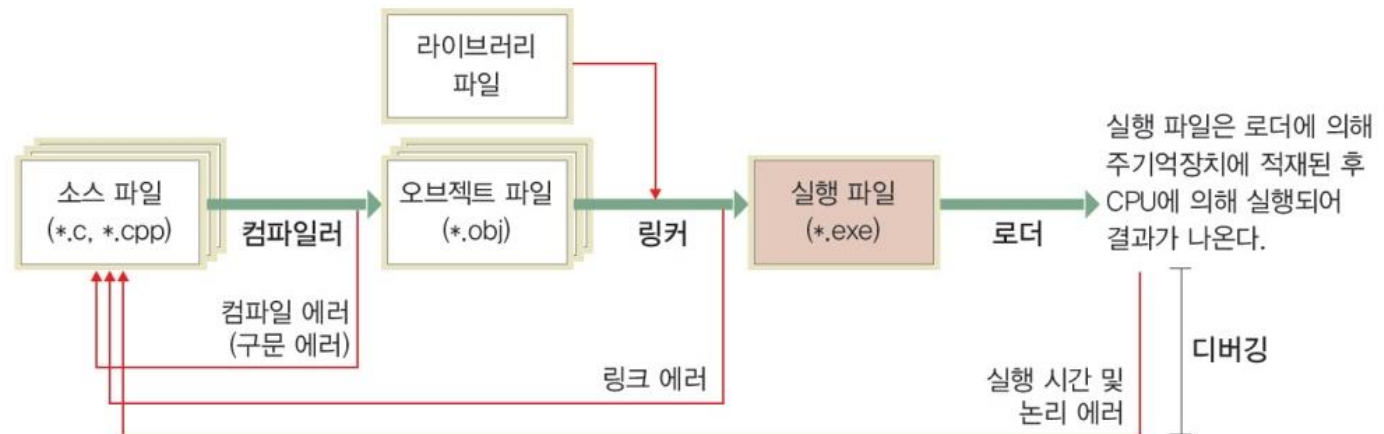 라이브러리
파일
소스 파일
(*.c, *.cpp)
컴파일러
오브젝트 파일
(*.obj)
링커
실행 파일
(*.exe)
로더
실행 파일은 로더에 의해
주기억장치에 적재된 후
CPU에 의해 실행되어
결과가 나온다.
컴파일 에러
(구문 에러)
링크 에러
실행 시간 및
논리 에러
디버깅